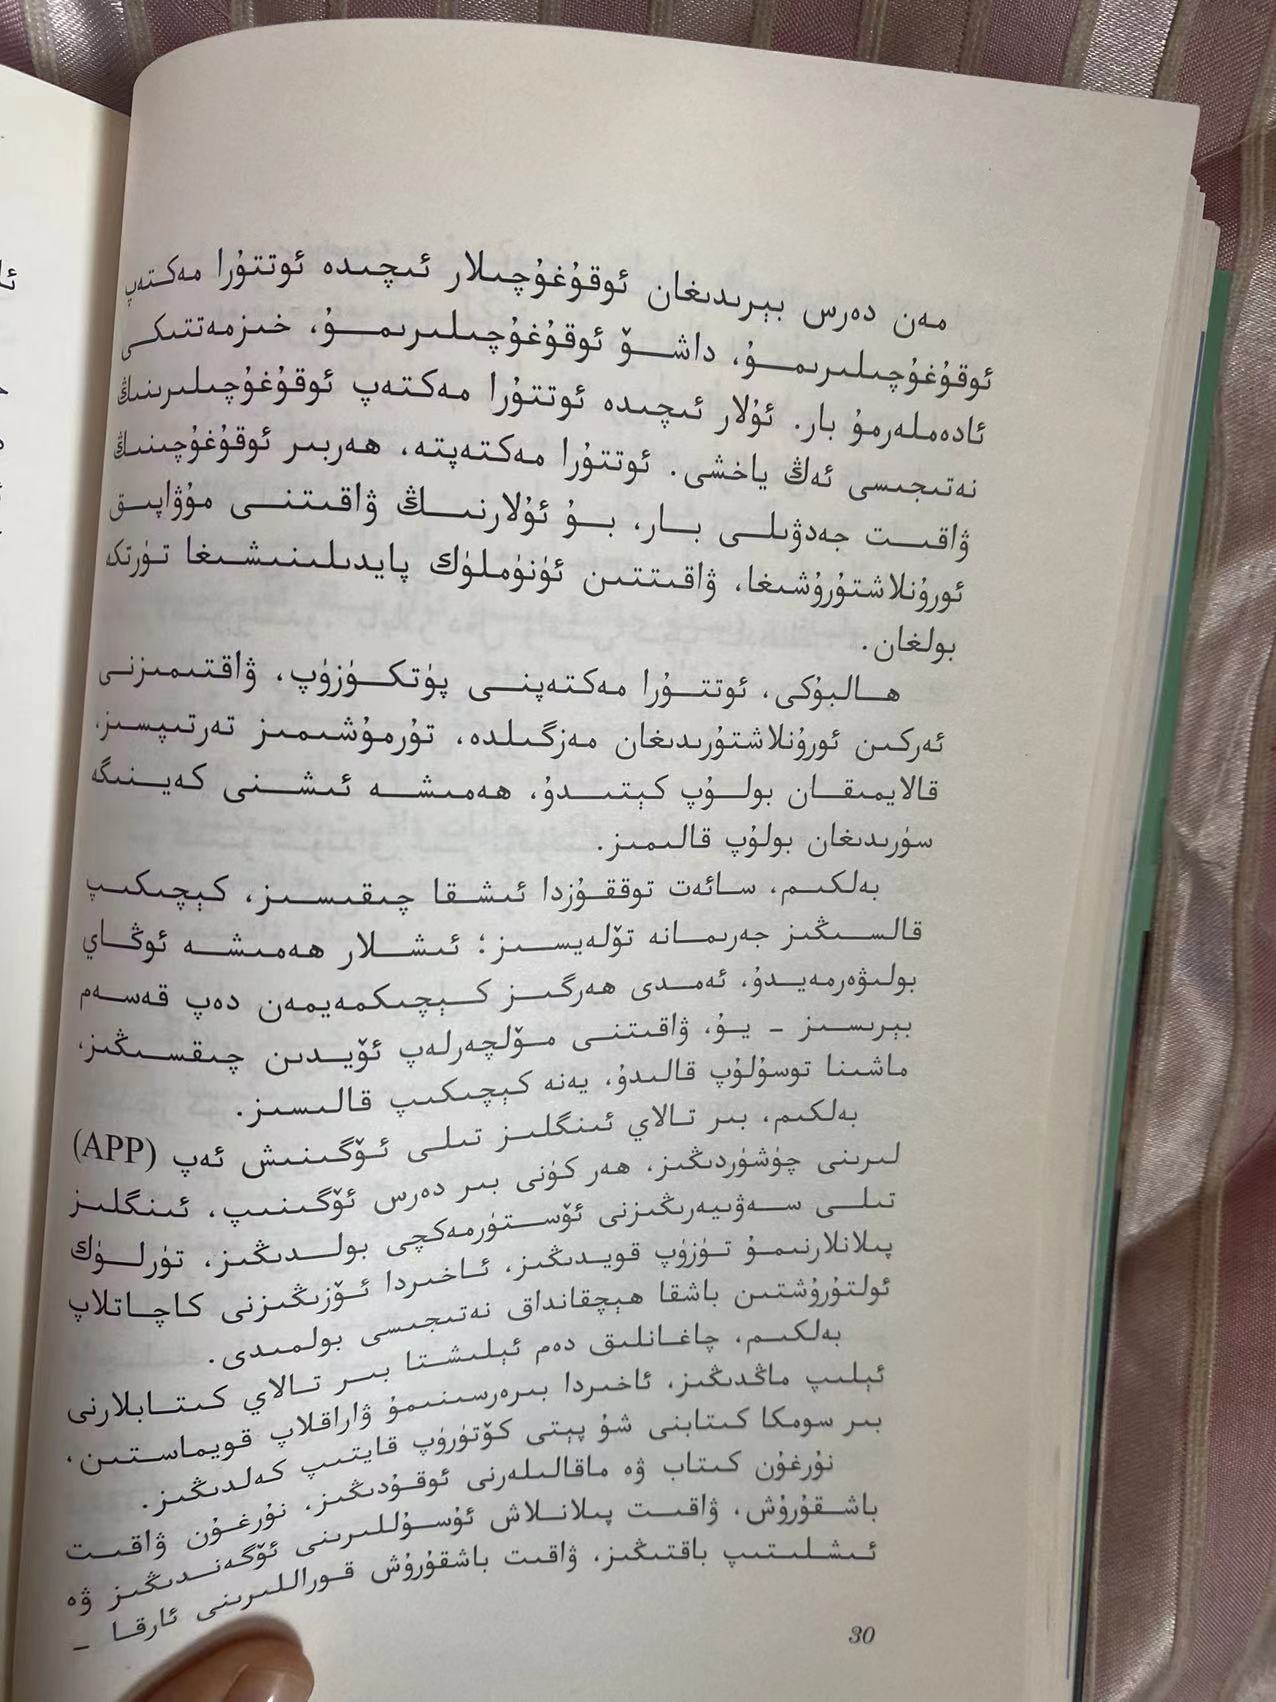 مەن دەرس بېرىدىغان ئوقۇغۇچىلار ئىچىدە ئوتتۇرا مەكتەپ
ئوقۇغۇچىلىرىمۇ، داشۆ ئوقۇغۇچىلىرىمۇ، خىزمەتتىكى
ئادەملەرمۇ بار. ئۇلار ئىچىدە ئوتتۇرا مەكتەپ ئوقۇغۇچىلىرىنىڭ
نەتىجىسى ئەڭ ياخشى. ئوتتۇرا مەكتەپتە، ھەربىر ئوقۇغۇچىنىڭ
ۋاقىت جەدۋىلى بار، بۇ ئۇلارنىڭ ۋاقىتنى مۇۋاپىق
ئورۇنلاشتۇرۇشىغا، ۋاقىتتىن ئۈنۈملۈك پايدىلىنىشىغا تۈرتكە
بولغان.
ھالبۇكى، ئوتتۇرا مەكتەپنى پۈتكۈزۈپ، ۋاقتىمىزنى
ئەركىن ئورۇنلاشتۇرىدىغان مەزگىلدە، تۇرمۇشىمىز تەرتىپسىز،
قالايمىقان بولۇپ كېتىدۇ، ھەمىشە ئىشنى كەينىگە
سۈرىدىغان بولۇپ قالىمىز.
بەلكىم، سائەت توققۇزدا ئىشقا چىقىسىز، كېچىكىپ
قالسىڭىز جەرىمانە تۆلەيسىز؛ ئىشلار ھەمىشە ئوڭاي
بولىۋەرمەيدۇ، ئەمدى ھەرگىز كېچىكمەيمەن دەپ قەسەم
بېرىسىز - يۇ، ۋاقىتنى مۆلچەرلەپ ئۆيدىن چىقسىڭىز،
ماشىنا توسۇلۇپ قالىدۇ، يەنە كېچىكىپ قالىسىز.
بەلكىم، بىر تالاي ئىنگلىز تىلى ئۆگىنىش ئەپ (APP)
لىرىنى چۈشۈردىڭىز، ھەر كۈنى بىر دەرس ئۆگىنىپ، ئىنگلىز
تىلى سەۋىيەرىڭىزنى ئۆستۈرمەكچى بولدىڭىز، تۈرلۈك
پىلانلارنىمۇ تۈزۈپ قويدىڭىز، ئاخىردا ئۆزىڭىزنى كاچاتلاپ
ئولتۇرۇشتىن باشقا ھېچقانداق نەتىجىسى بولمىدى.
بەلكىم، چاغانلىق دەم ئېلىشتا بىر تالاي كىتابلارنى
ئېلىپ ماڭدىڭىز، ئاخىردا بىرەرسىنىمۇ ۋاراقلاپ قويماستىن،
بىر سومكا كىتابنى شۇ پېتى كۆتۈرۈپ قايتىپ كەلدىڭىز.
نۇرغۇن كىتاب ۋە ماقالىلەرنى ئوقۇدىڭىز، نۇرغۇن ۋاقىت
باشقۇرۇش، ۋاقىت پىلانلاش ئۇسۇللىرىنى ئۆگەندىڭىز ۋە
ئىشلىتىپ باقتىڭىز، ۋاقىت باشقۇرۇش قوراللىرىنى ئارقا -
30